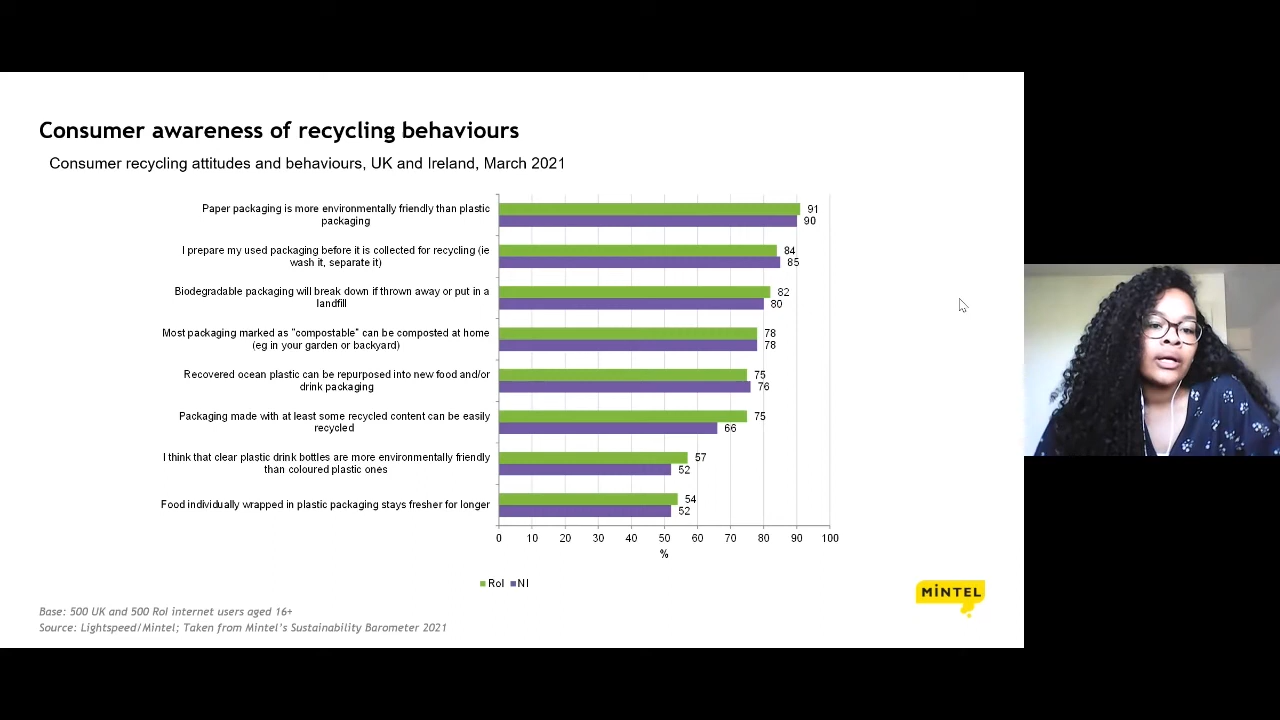 Consumer awareness of recycling behaviours
Consumer recycling attitudes and behaviours, UK and Ireland, March 2021
Paper packaging is more environmentally friendly than plastic
packaging
91
90
I prepare my used packaging before it is collected for recycling (ie
wash it, separate it)
84
85
Biodegradable packaging will break down if thrown away or put in a
landfill
82
80
Most packaging marked as "compostable" can be composted at home
(eg in your garden or backyard)
78
78
Recovered ocean plastic can be repurposed into new food and/or
drink packaging
75
76
Packaging made with at least some recycled content can be easily
recycled
75
66
I think that clear plastic drink bottles are more environmentally friendly
than coloured plastic ones
57
52
Food individually wrapped in plastic packaging stays fresher for longer
54
52
0 10 20 30 40 50 60 70 80 90 100
%
RoI NI
MINTEL
Base: 500 UK and 500 RoI internet users aged 16+
Source: Lightspeed/Mintel; Taken from Mintel's Sustainability Barometer 2021